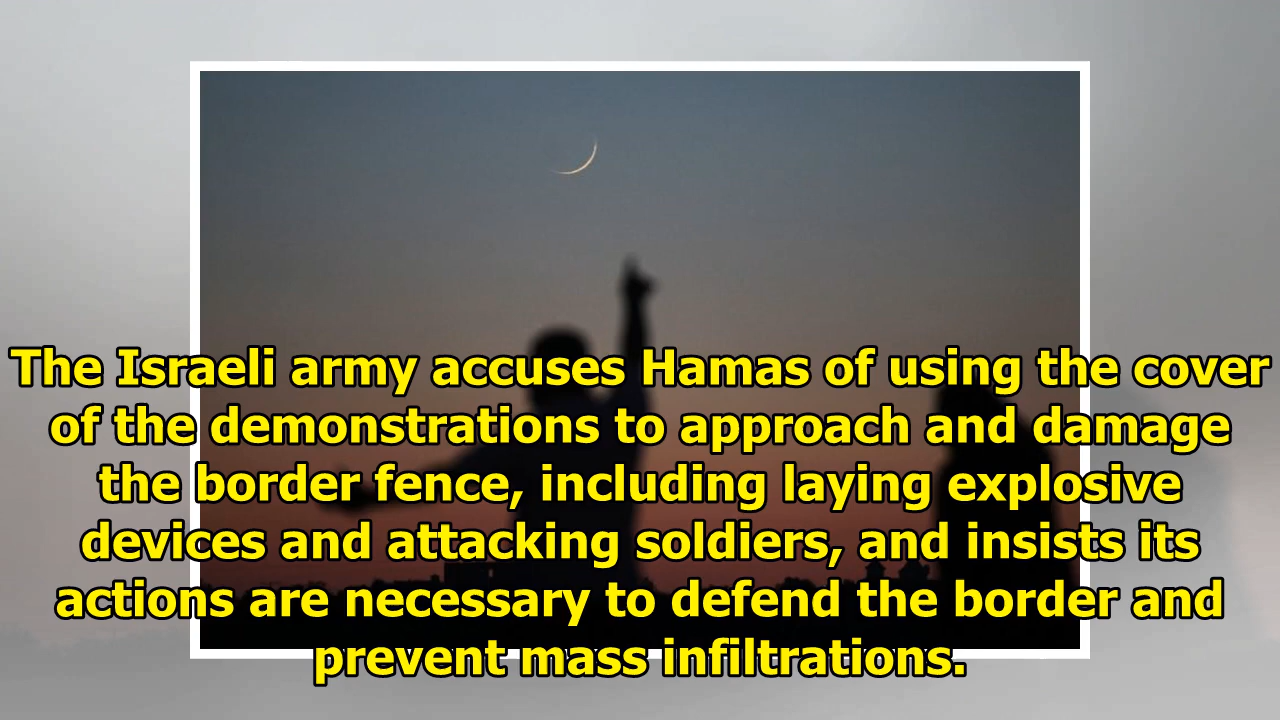 The Israeli army accuses Hamas of using the cover
of the demonstrations to approach and damage
the border fence, including laying explosive
devices and attacking soldiers, and insists its
actions are necessary to defend the border and
prevent mass infiltrations.